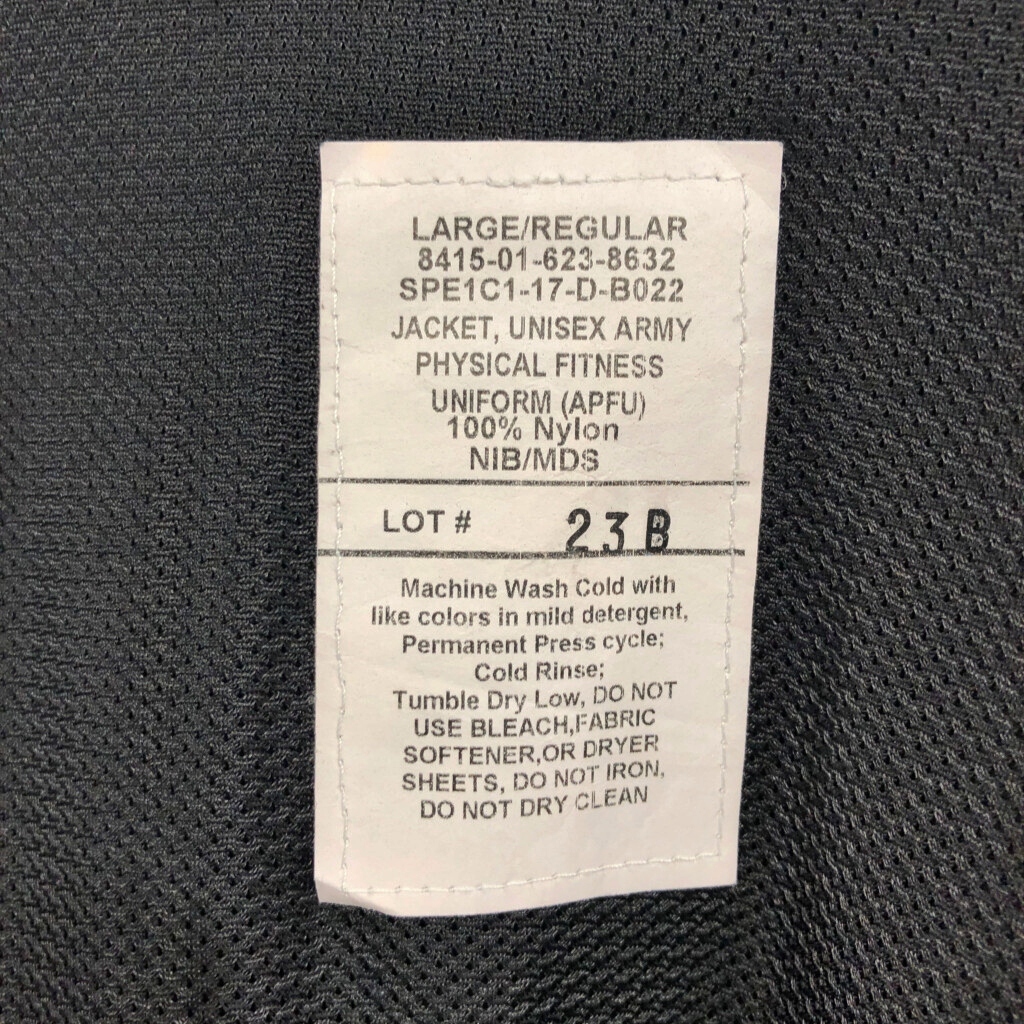 LARGE/REGULAR
8415-01-623-8632
SPE1C1-17-D-B022
JACKET, UNISEX ARMY
PHYSICAL FITNESS
UNIFORM (APFU)
100% Nylon
NIB/MDS
LOT # 23B
Machine Wash Cold with
like colors in mild detergent,
Permanent Press cycle;
Cold Rinse;
Tumble Dry Low, DO NOT
USE BLEACH,FABRIC
SOFTENER,OR DRYER
SHEETS, DO NOT IRON,
DO NOT DRY CLEAN